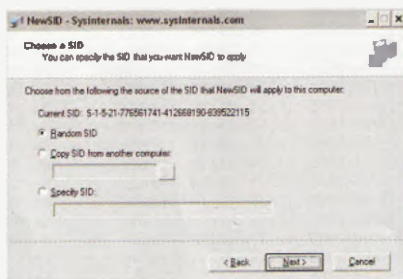 NewSID - Sysinternals: www.sysinternals.com
Choose a SID
You can specify the SID that you want NewSID to apply
Choose from the following the source of the SID that NewSID will apply to this computer:
Current SID: S-1-5-21-776561741-412668190-839522115
Random SID
Copy SID from another computer:
Specify SID:
< Back
Next >
Cancel